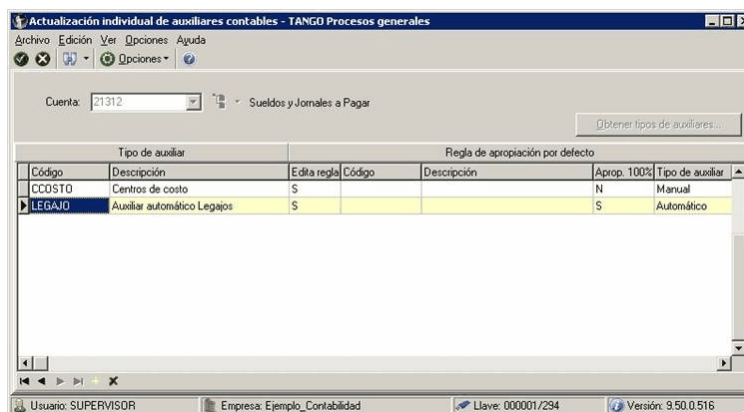 Actualización individual de auxiliares contables - TANGO Procesos generales
Archivo Edición Ver Opciones Ayuda
Opciones
Cuenta: 21312 Sueldos y Jornales a Pagar
Obtener tipos de auxiliares...
Tipo de auxiliar Regla de apropiación por defecto
Código Descripción Edita regla Código Descripción Aprop. 100% Tipo de auxiliar
CCOSTO Centros de costo S N Manual
LEGAJO Auxiliar automático Legajos S S Automático
Usuario: SUPERVISOR Empresa: Ejemplo_Contabilidad Llave: 000001/294 Versión: 9.50.0.516